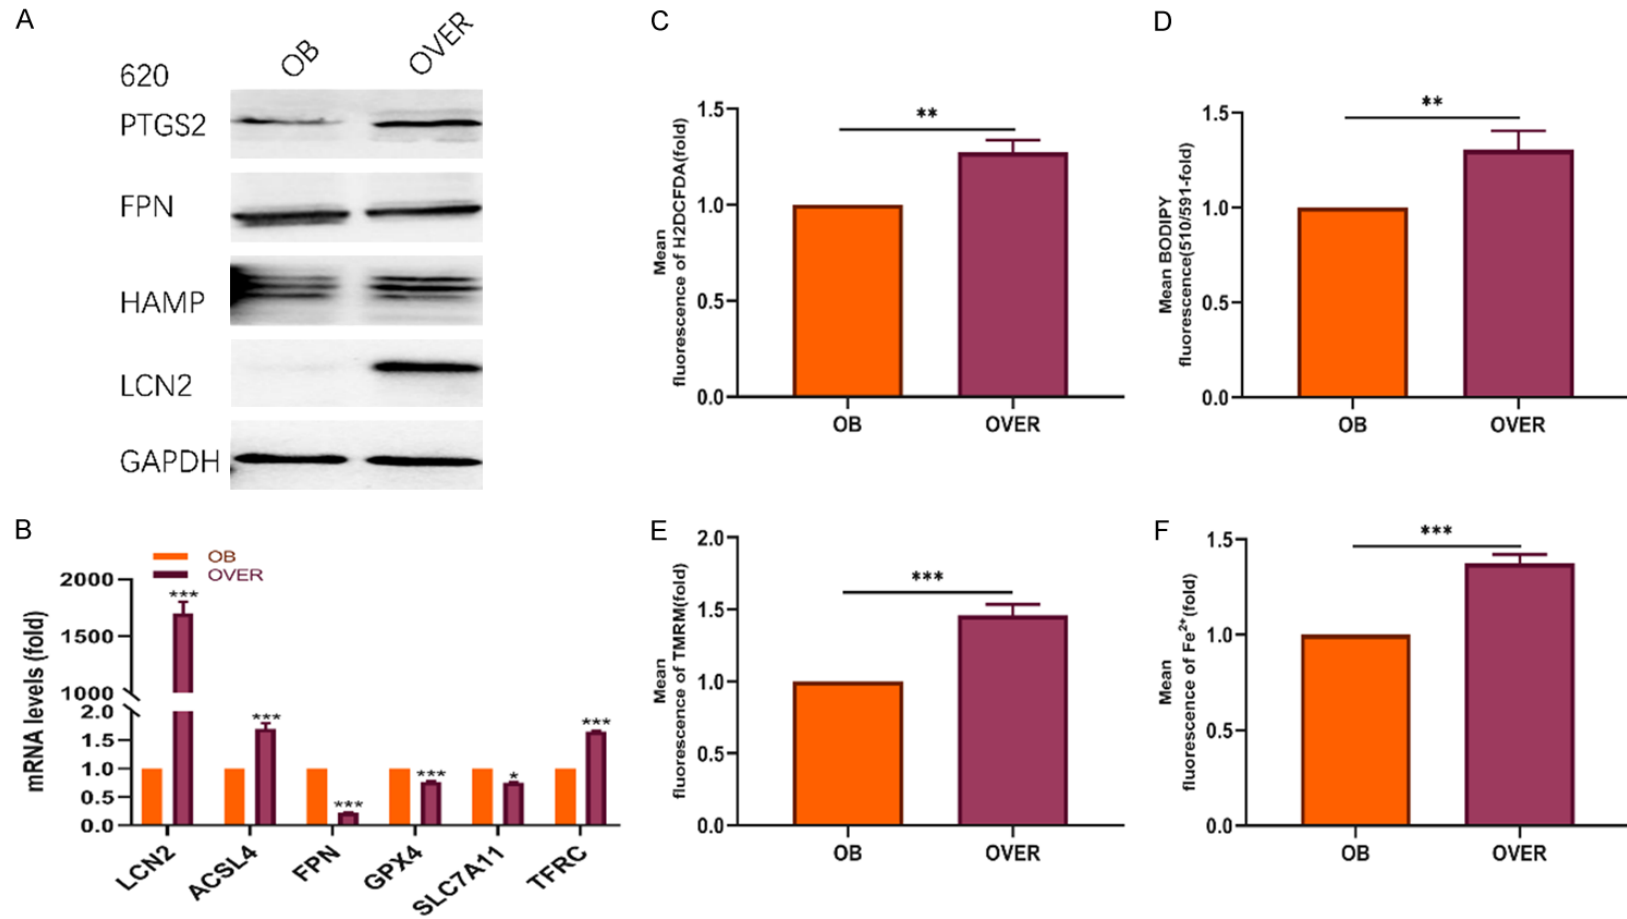 A
OB
OVER
620
PTGS2
FPN
HAMP
LCN2
GAPDH
B
OB
OVER
mRNA levels (fold)
2000
1500
1000
2.0
1.5
1.0
0.5
0.0
***
***
***
***
*
***
LCN2
ACSL4
FPN
GPX4
SLC7A11
TFRC
C
Mean
fluorescence of H2DCFDA(fold)
1.5
1.0
0.5
0.0
**
OB
OVER
D
Mean BODIPY
fluorescence(510/591-fold)
1.5
1.0
0.5
0.0
**
OB
OVER
E
Mean
fluorescence of TMRM(fold)
2.0
1.5
1.0
0.5
0.0
***
OB
OVER
F
Mean
fluorescence of Fe²⁺(fold)
1.5
1.0
0.5
0.0
***
OB
OVER